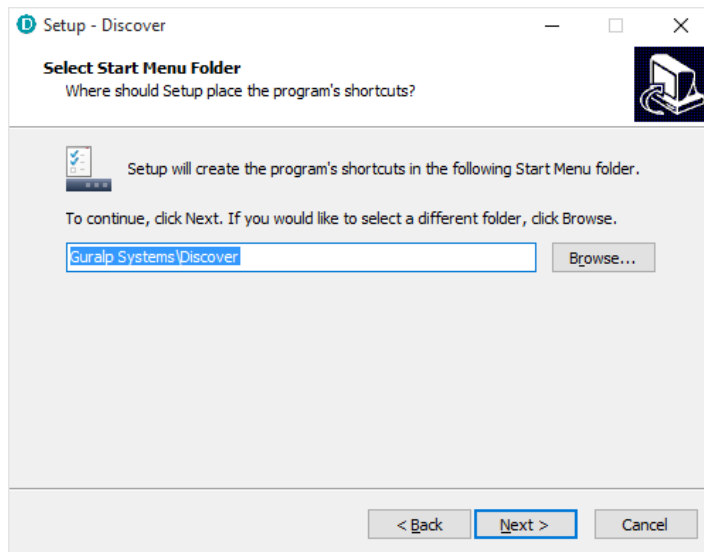 Setup - Discover
Select Start Menu Folder
Where should Setup place the program's shortcuts?
Setup will create the program's shortcuts in the following Start Menu folder.
To continue, click Next. If you would like to select a different folder, click Browse.
Guralp Systems\Discover
Browse...
< Back
Next >
Cancel